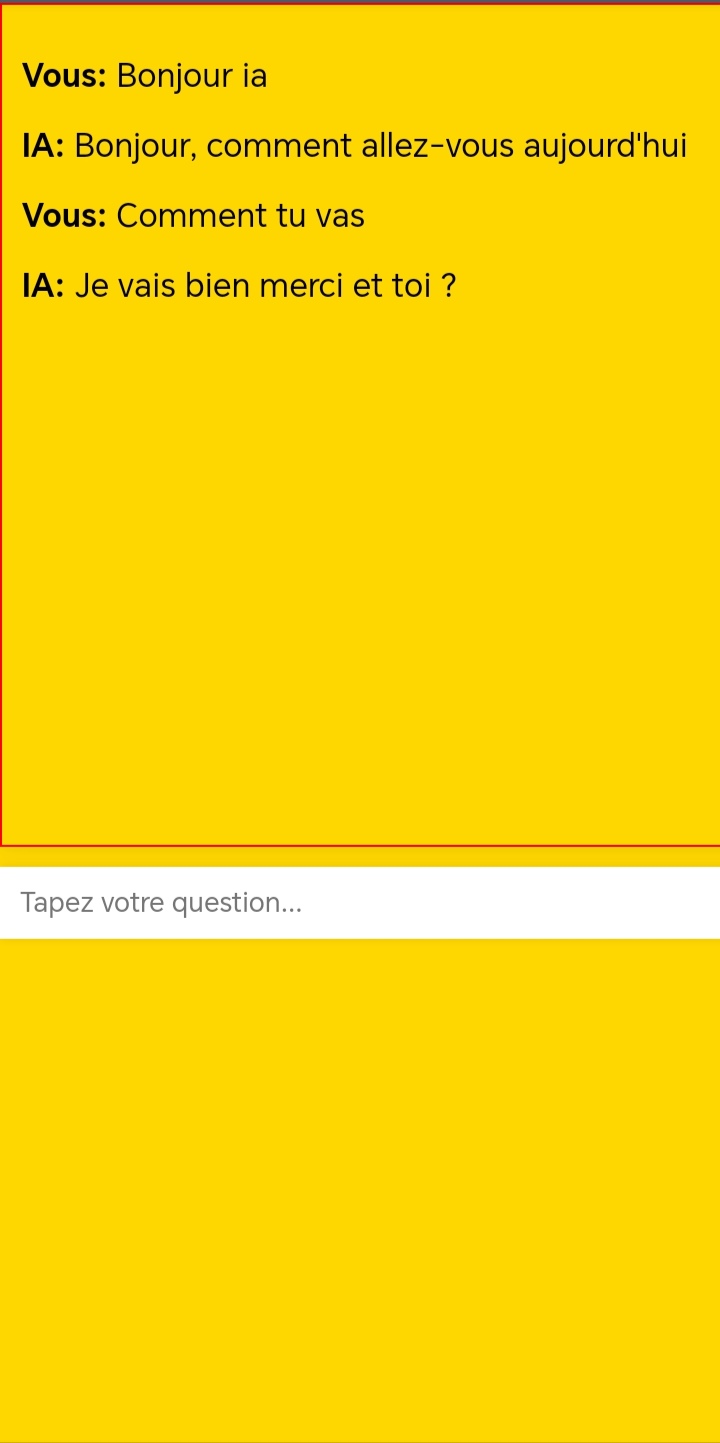 Vous: Bonjour ia
IA: Bonjour, comment allez-vous aujourd'hui
Vous: Comment tu vas
IA: Je vais bien merci et toi ?
Tapez votre question...